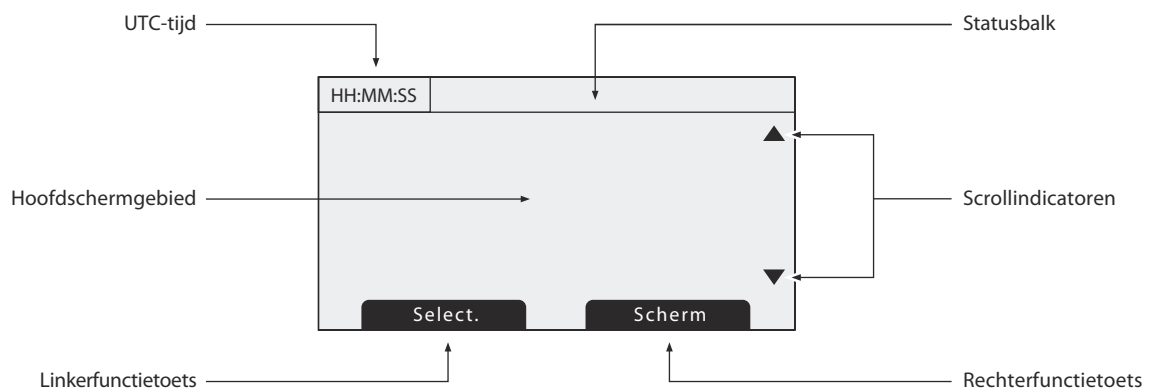 UTC-tijd
Statusbalk
HH:MM:SS
Hoofdschermgebied
Scrollindicatoren
Select.
Scherm
Linkerfunctietoets
Rechterfunctietoets